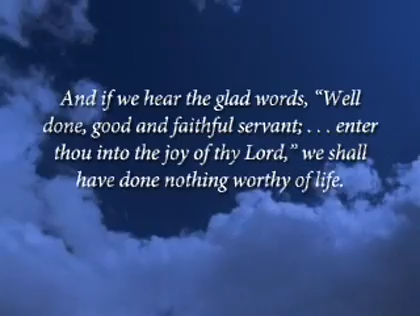 And if we hear the glad words, “Well
done, good and faithful servant; . . . enter
thou into the joy of thy Lord,” we shall
have done nothing worthy of life.